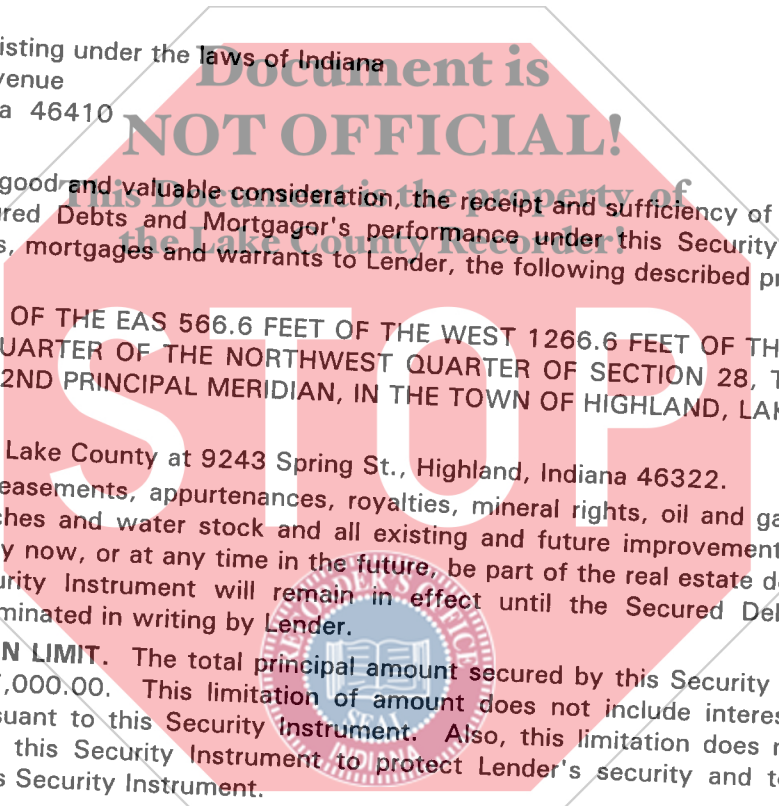 isting under the laws of Indiana
venue
a 46410
Document is
NOT OFFICIAL!
This Document is the property of
the Lake County Recorder!
good and valuable consideration, the receipt and sufficiency of
red Debts and Mortgagor's performance under this Security
s, mortgages and warrants to Lender, the following described pr
OF THE EAS 566.6 FEET OF THE WEST 1266.6 FEET OF TH
UARTER OF THE NORTHWEST QUARTER OF SECTION 28, T
2ND PRINCIPAL MERIDIAN, IN THE TOWN OF HIGHLAND, LAK
STOP
Lake County at 9243 Spring St., Highland, Indiana 46322.
easements, appurtenances, royalties, mineral rights, oil and ga
ches and water stock and all existing and future improvement
y now, or at any time in the future, be part of the real estate d
urity Instrument will remain in effect until the Secured Deb
minated in writing by Lender.
N LIMIT. The total principal amount secured by this Security
7,000.00. This limitation of amount does not include interes
suant to this Security Instrument. Also, this limitation does n
this Security Instrument to protect Lender's security and t
s Security Instrument.
RECORDER'S OFFICE
SEAL
INDIANA